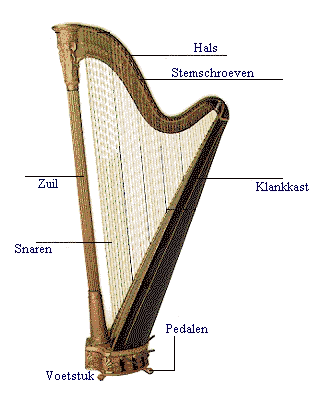 Hals
Stemschroeven
Zuil
Klankkast
Snaren
Pedalen
Voetstuk